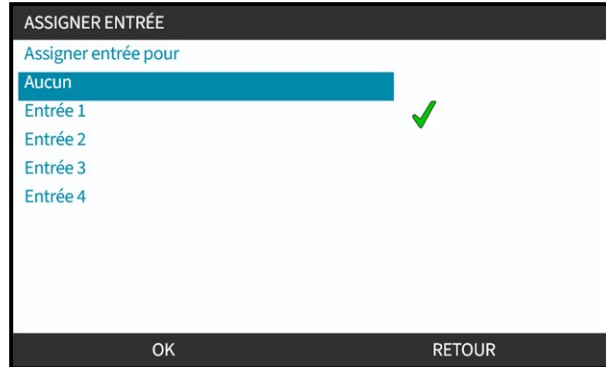 ASSIGNER ENTRÉE
Assigner entrée pour
Aucun
Entrée 1
Entrée 2
Entrée 3
Entrée 4
OK RETOUR